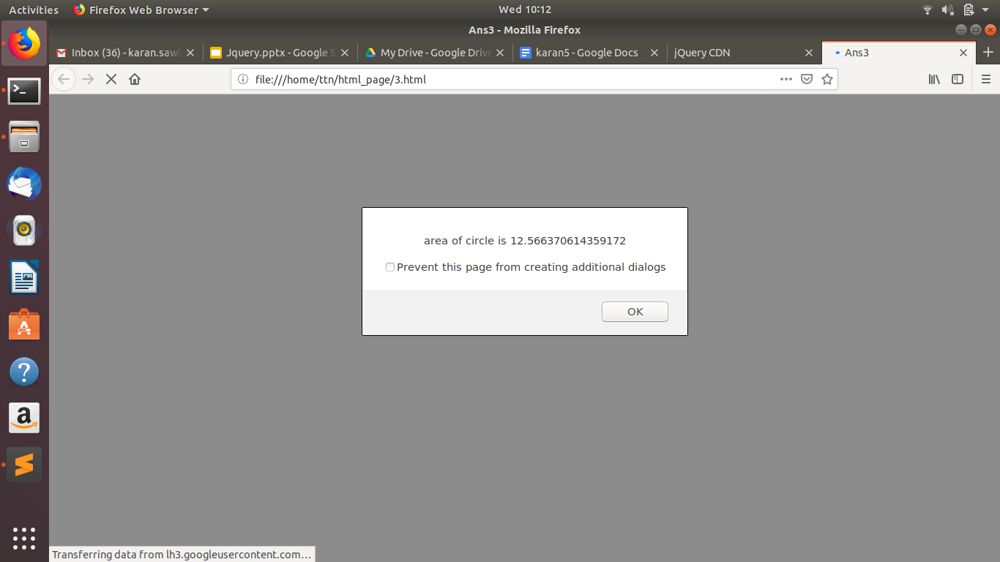 Activities
Firefox Web Browser
Wed 10:12
Ans3 - Mozilla Firefox
Inbox (36) - karan.sawl
Jquery.pptx - Google S
My Drive - Google Drive
karan5 - Google Docs
jQuery CDN
Ans3
file:///home/ttn/html_page/3.html
area of circle is 12.566370614359172
Prevent this page from creating additional dialogs
OK
Transferring data from lh3.googleusercontent.com…